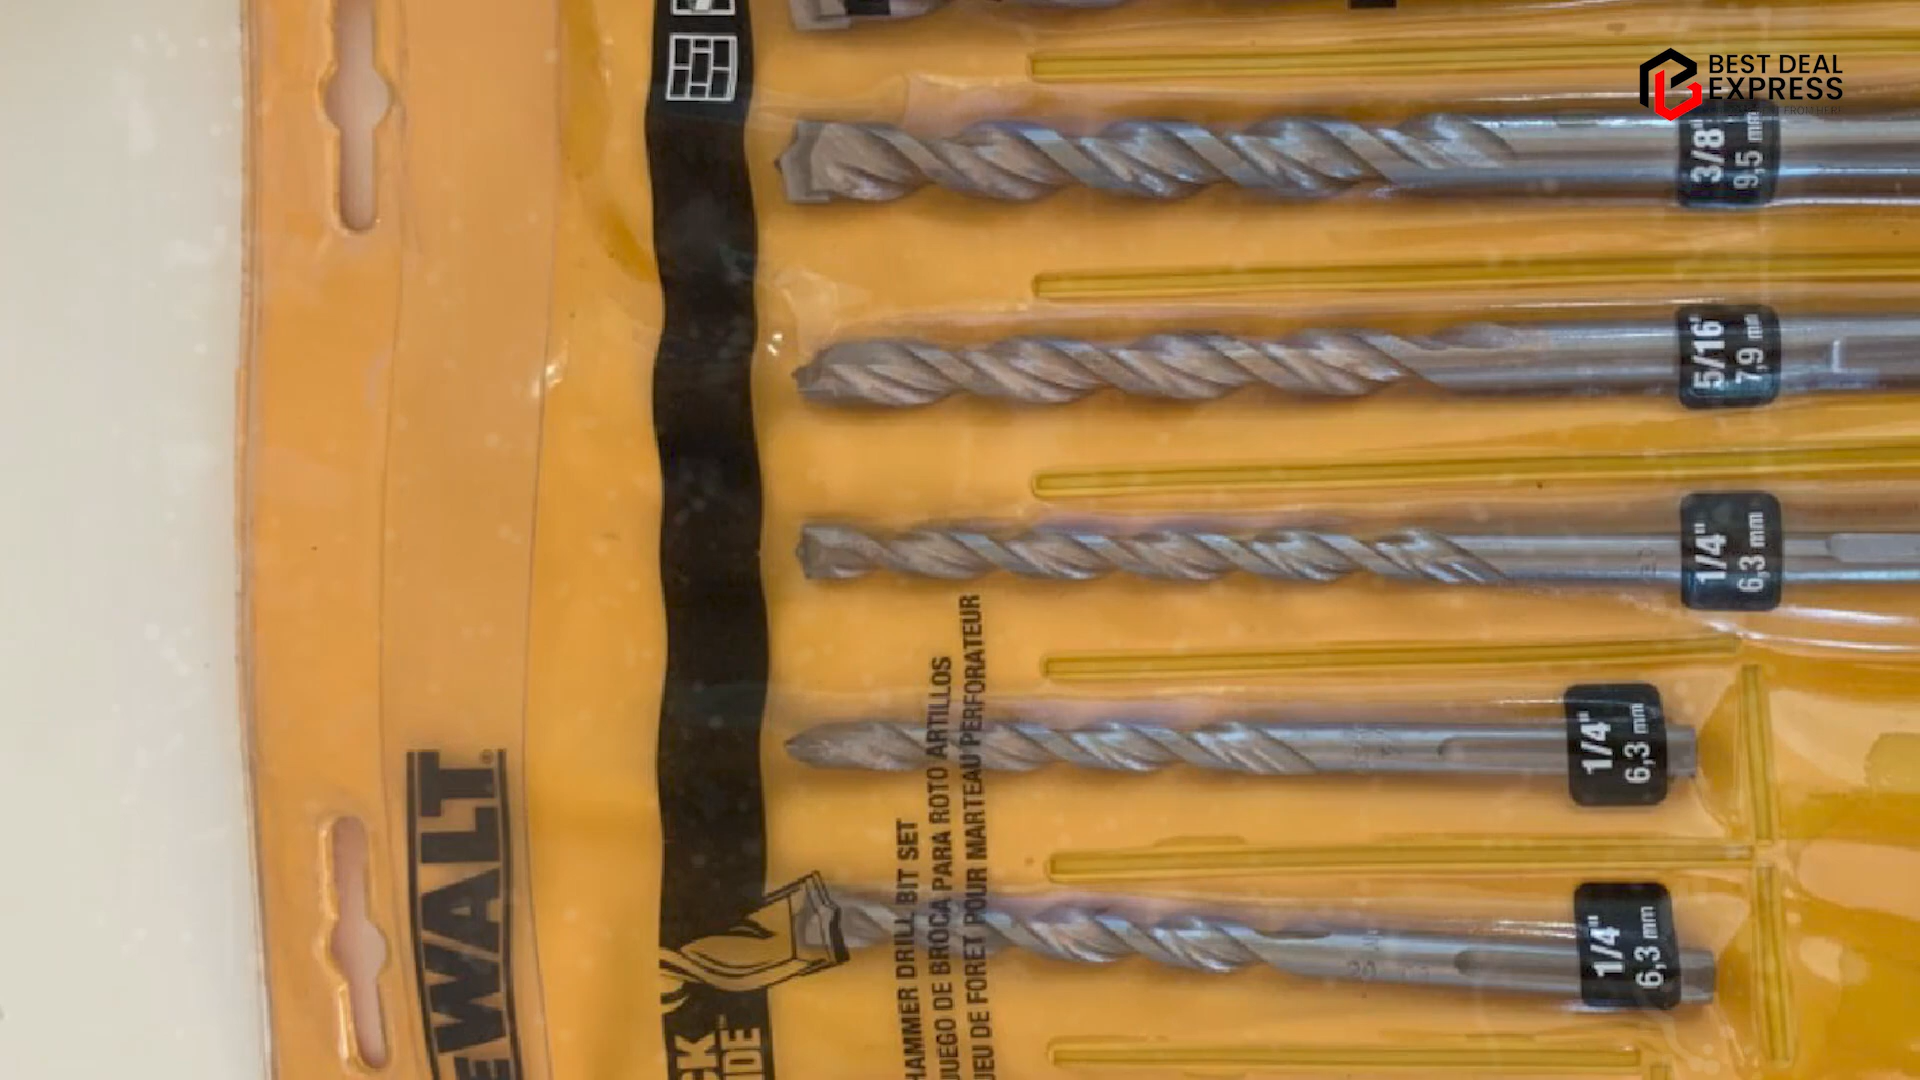 BEST DEAL
EXPRESS
3/8"
9,5 mm
5/16"
7,9 mm
1/4"
6,3 mm
1/4"
6,3 mm
1/4"
6,3 mm
EWALT®
HAMMER DRILL BIT SET
JUEGO DE BROCA PARA ROTO ARTILLOS
JEU DE FORET POUR MARTEAU PERFORATEUR
CK
IDE™